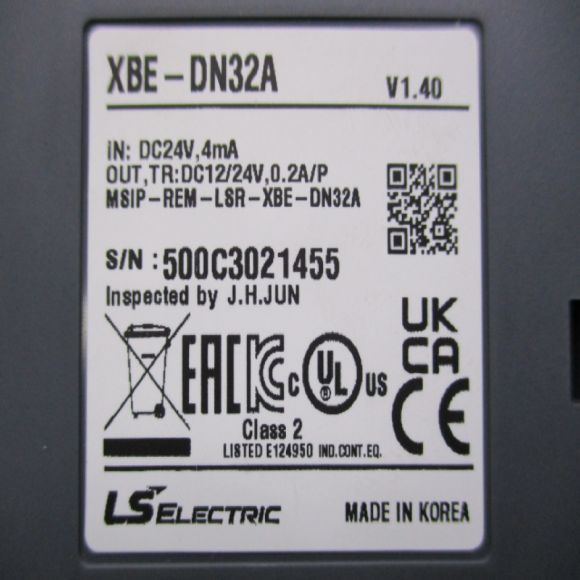 XBE-DN32A V1.40
iN: DC24V,4mA
OUT,TR:DC12/24V,0.2A/P
MSIP-REM-LSR-XBE-DN32A
S/N : 500C3021455
Inspected by J.H.JUN
UK
CA
EAC KC c UL ® US CE
Class 2
LISTED E124950 IND.CONT.EQ.
LS ELECTRIC MADE IN KOREA